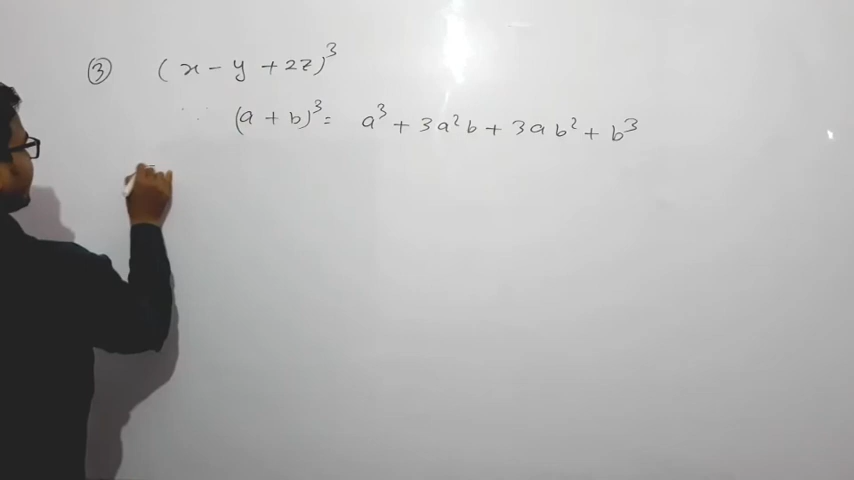 ③ (x - y + 2z)³
∵ (a + b)³ = a³ + 3a²b + 3ab² + b³